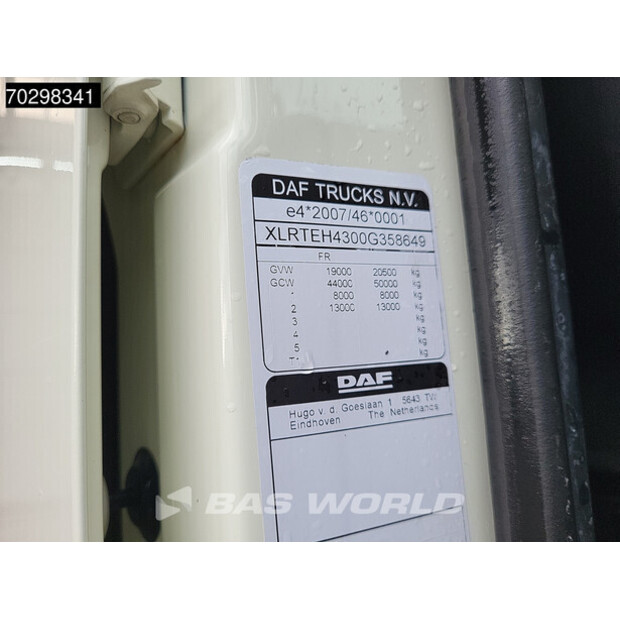 70298341
DAF TRUCKS N.V.
e4*2007/46*0001
XLRTEH4300G358649
FR
GVW 19000 20500 kg
GCW 44000 50000 kg
1 8000 8000 kg
2 13000 13000 kg
3 kg
4 kg
5 kg
DAF
Hugo v. d. Goeslaan 1 5643 TW
Eindhoven The Netherlands
BAS WORLD